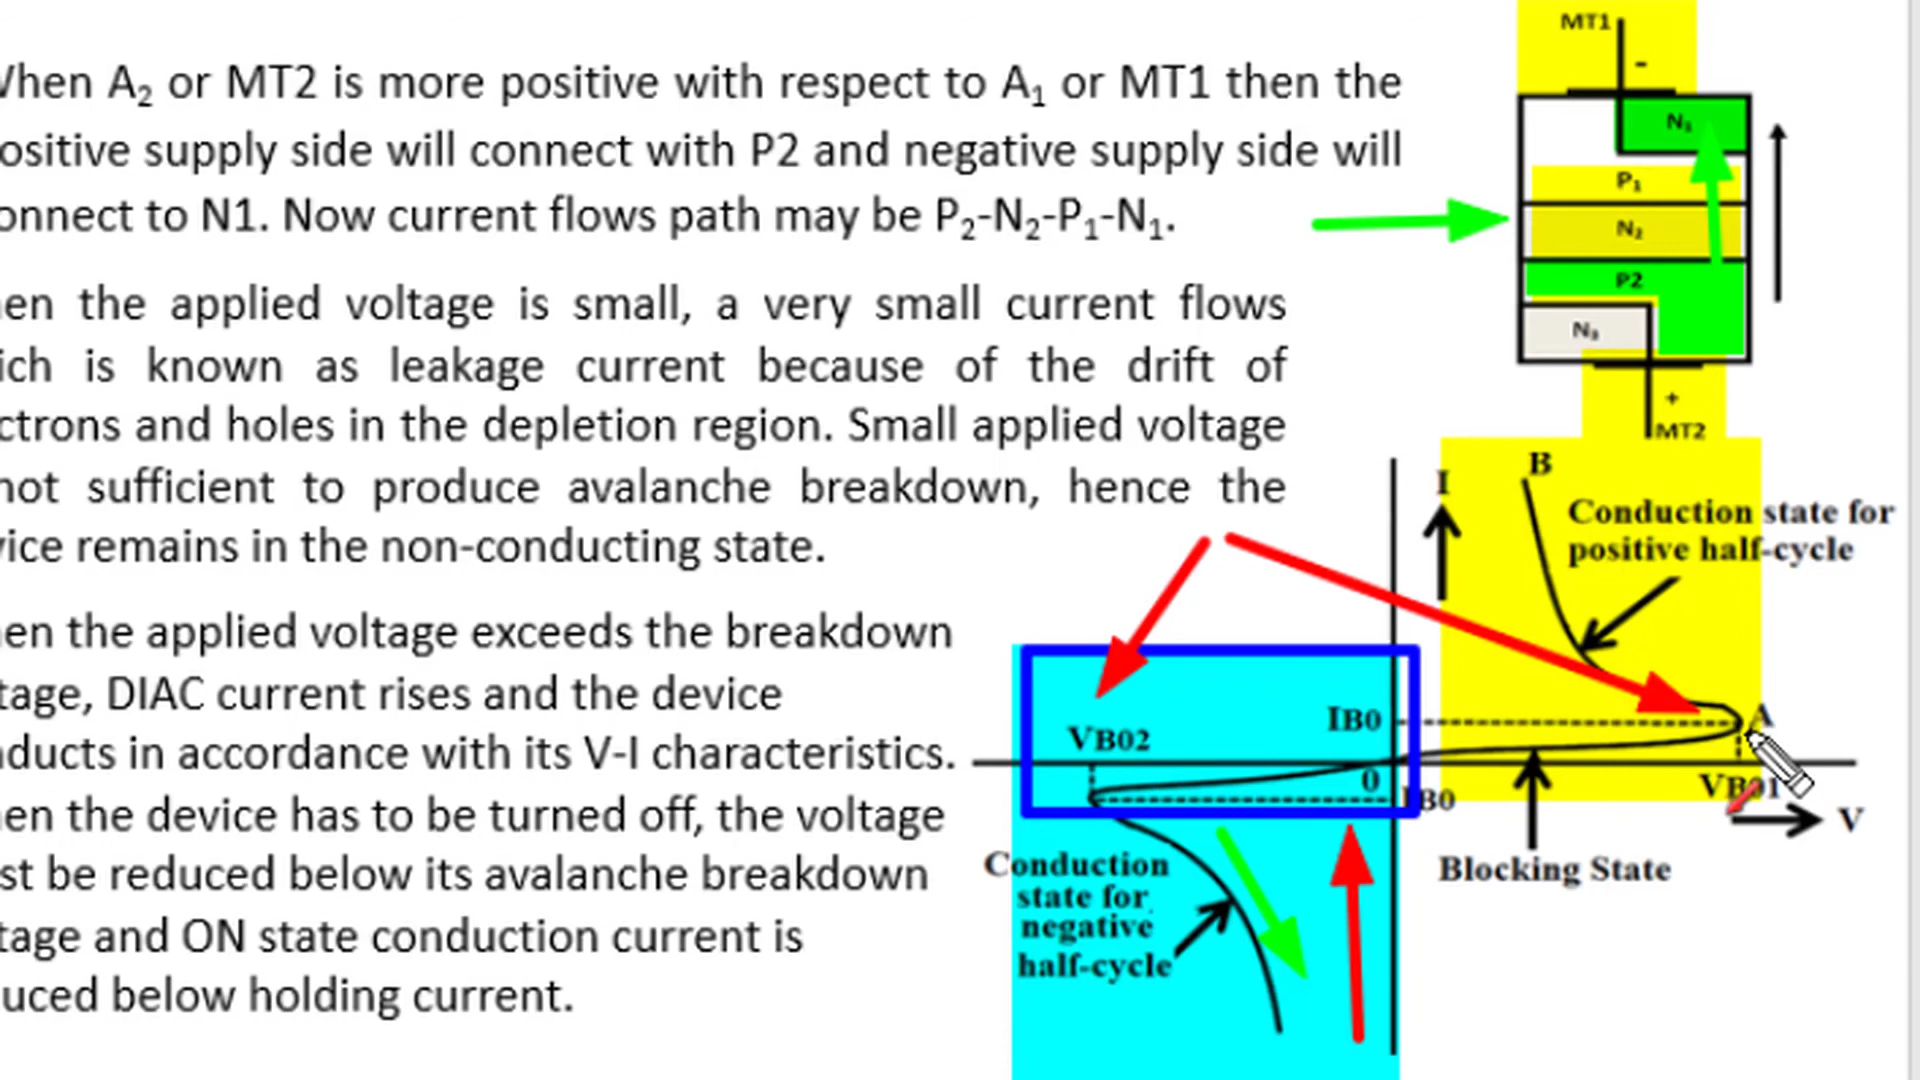 When A2 or MT2 is more positive with respect to A1 or MT1 then the
ositive supply side will connect with P2 and negative supply side will
onnect to N1. Now current flows path may be P2-N2-P1-N1.
en the applied voltage is small, a very small current flows
ich is known as leakage current because of the drift of
ctrons and holes in the depletion region. Small applied voltage
not sufficient to produce avalanche breakdown, hence the
vice remains in the non-conducting state.
en the applied voltage exceeds the breakdown
tage, DIAC current rises and the device
nducts in accordance with its V-I characteristics.
en the device has to be turned off, the voltage
st be reduced below its avalanche breakdown
tage and ON state conduction current is
uced below holding current.
MT1
-
N1
P1
N2
P2
N3
+
MT2
I
B
Conduction state for
positive half-cycle
IB0
A
VB02
0
IB0
VB01
V
Blocking State
Conduction
state for
negative
half-cycle